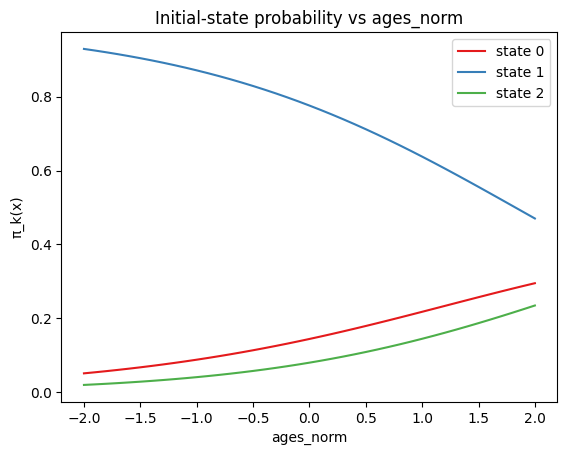 Initial-state probability vs ages_norm
state 0
state 1
state 2
π_k(x)
0.8
0.6
0.4
0.2
0.0
−2.0 −1.5 −1.0 −0.5 0.0 0.5 1.0 1.5 2.0
ages_norm